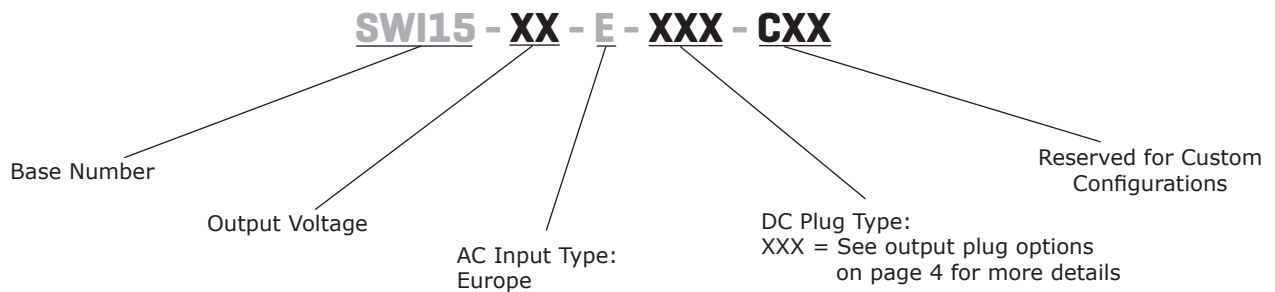 SWI15 - XX - E - XXX - CXX
Base Number
Output Voltage
AC Input Type:
Europe
DC Plug Type:
XXX = See output plug options
on page 4 for more details
Reserved for Custom
Configurations